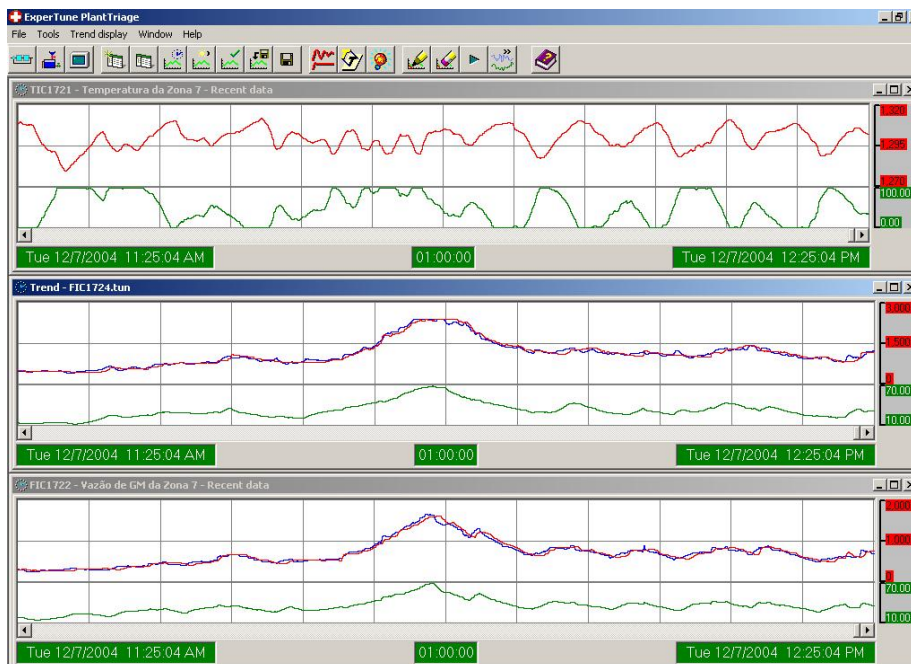 ExperTune PlantTriage
File Tools Trend display Window Help
TIC1721 - Temperatura da Zona 7 - Recent data
1.320
1.295
1.270
100.00
0.00
Tue 12/7/2004 11:25:04 AM 01:00:00 Tue 12/7/2004 12:25:04 PM
Trend - FIC1724.tun
3.000
1.500
0
70.00
10.00
Tue 12/7/2004 11:25:04 AM 01:00:00 Tue 12/7/2004 12:25:04 PM
FIC1722 - Vazão de GM da Zona 7 - Recent data
2.000
1.000
0
70.00
10.00
Tue 12/7/2004 11:25:04 AM 01:00:00 Tue 12/7/2004 12:25:04 PM